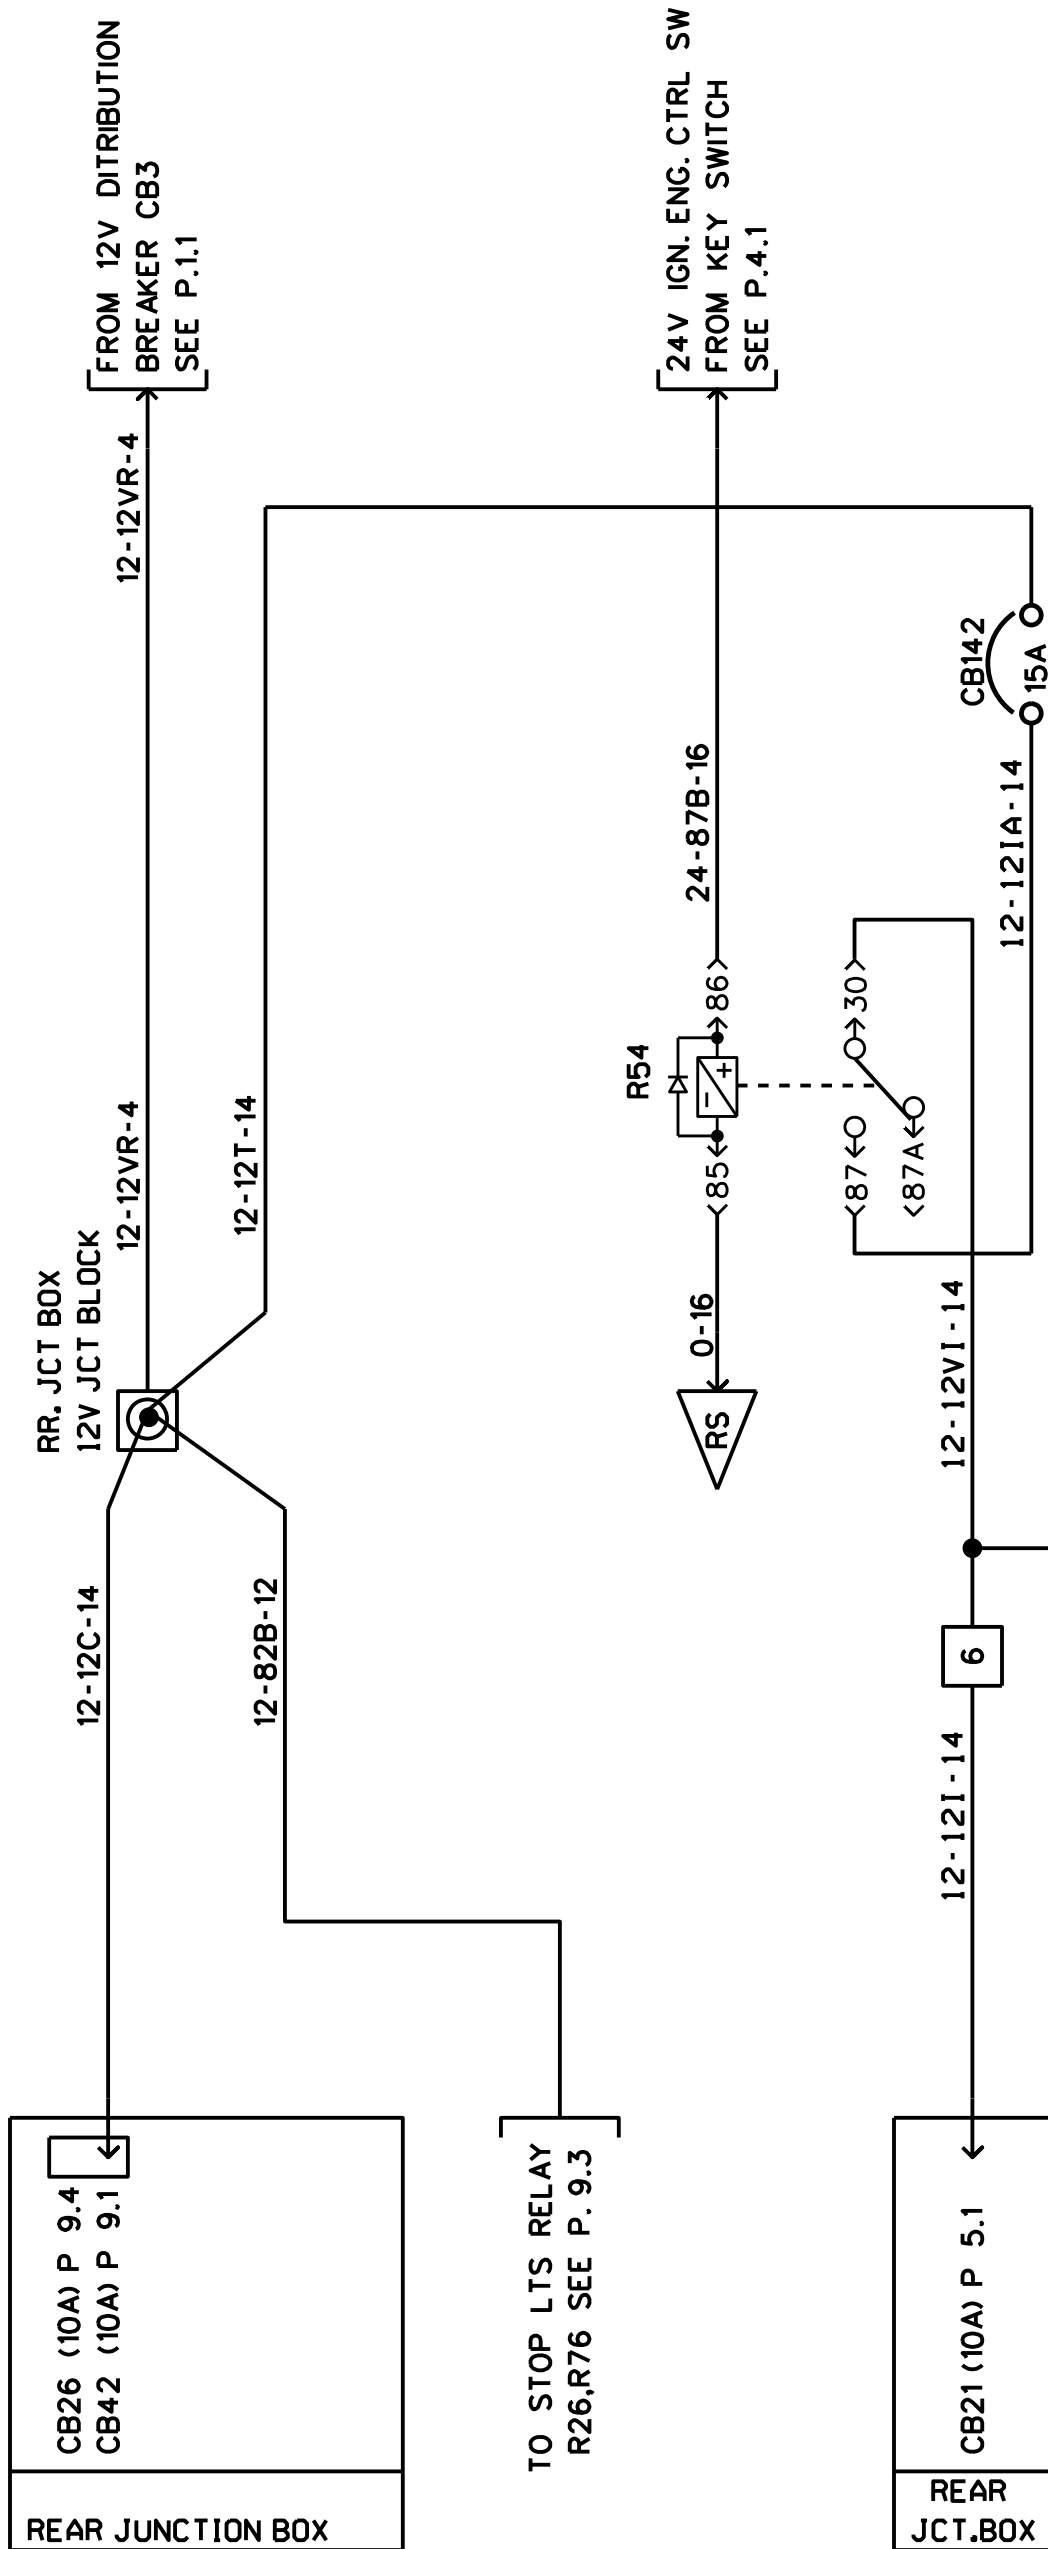 FROM 12V DITRIBUTION
BREAKER CB3
SEE P.1.1
12-12VR-4
24V IGN. ENG. CTRL SW
FROM KEY SWITCH
SEE P.4.1
CB142
15A
24-87B-16
12-12IA-14
R54
86
30
+
-
85
87
87A
12-12VR-4
12-12T-14
RR. JCT BOX
12V JCT BLOCK
0-16
RS
12-12VI-14
12-12C-14
12-82B-12
6
12-12I-14
CB26 (10A) P 9.4
CB42 (10A) P 9.1
REAR JUNCTION BOX
TO STOP LTS RELAY
R26,R76 SEE P. 9.3
CB21 (10A) P 5.1
REAR
JCT.BOX